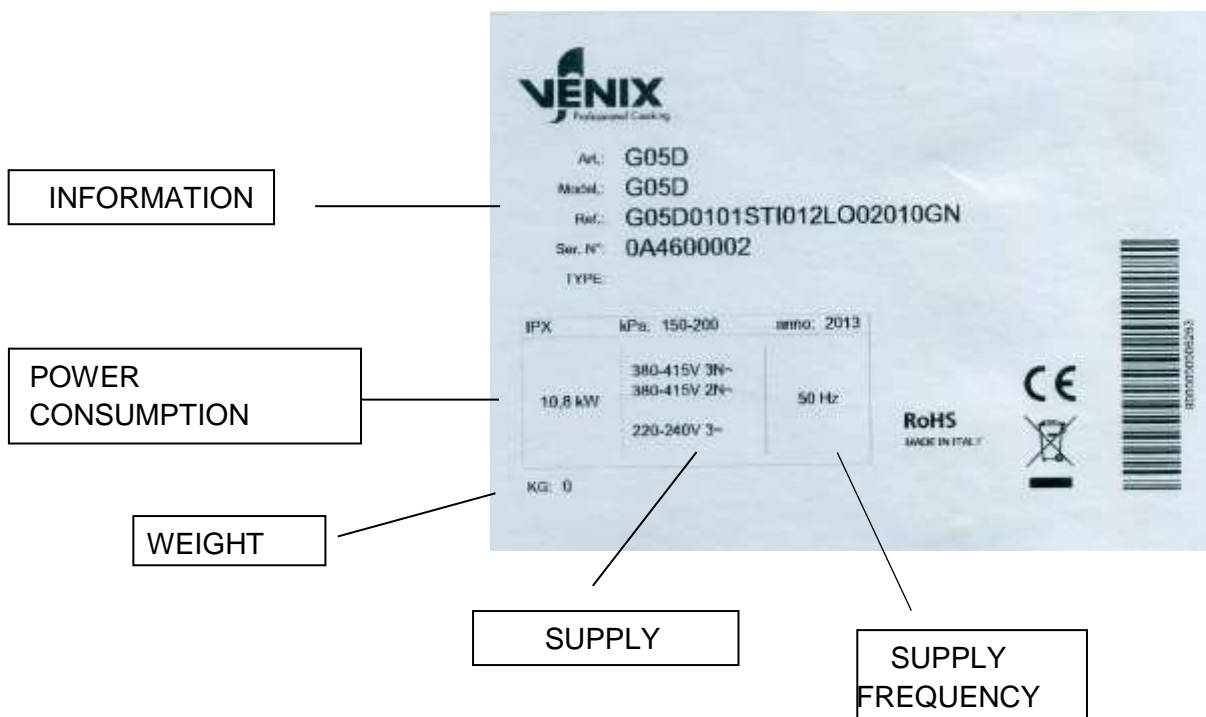 VENIX
Professional Cooking
Art.: G05D
Model.: G05D
Ref.: G05D0101STI012LO02010GN
Ser. N°: 0A4600002
TYPE:
IPX kPa: 150-200 anno: 2013
10,8 kW
380-415V 3N~
380-415V 2N~
220-240V 3~
50 Hz
KG: 0
RoHS
MADE IN ITALY
CE
INFORMATION
POWER
CONSUMPTION
WEIGHT
SUPPLY
SUPPLY
FREQUENCY